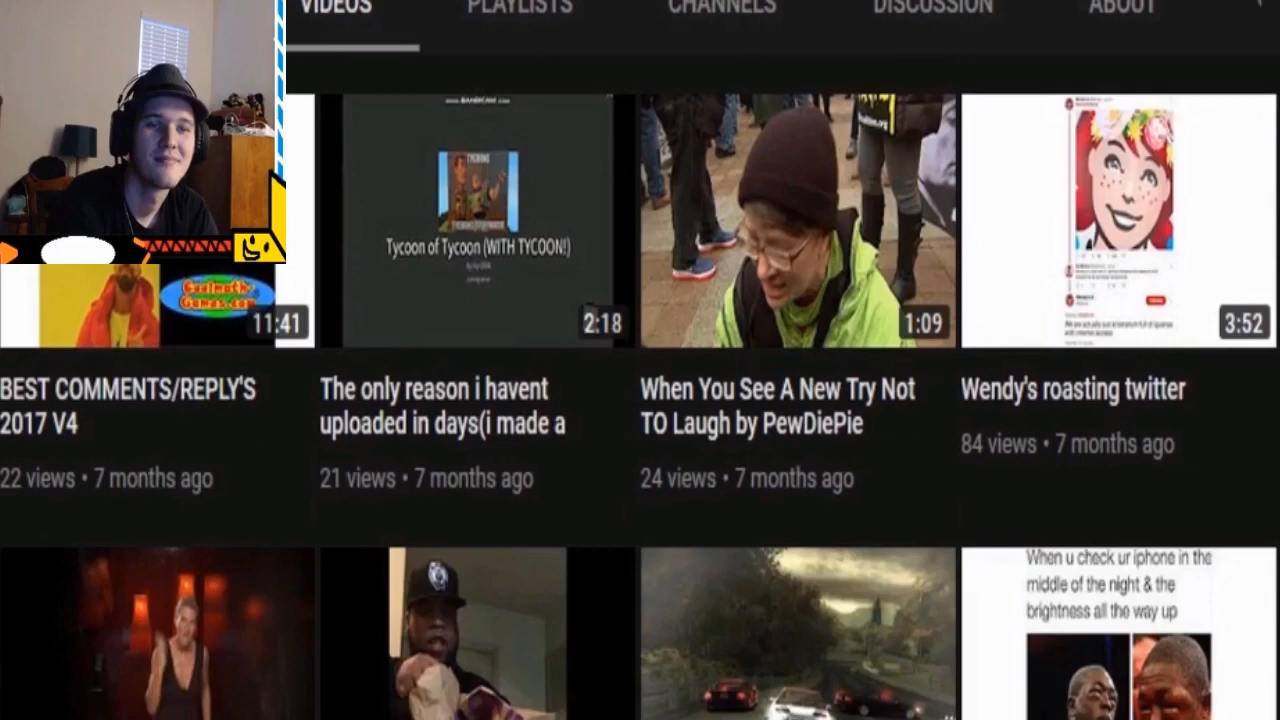 VIDEOS
PLAYLISTS
CHANNELS
DISCUSSION
ABOUT
BANDICAM
TYCOONS
TYCOONS EVERYWHERE
Tycoon of Tycoon (WITH TYCOON!)
Coolmath-
Games.com
11:41
2:18
1:09
3:52
BEST COMMENTS/REPLY'S
2017 V4
22 views • 7 months ago
The only reason i havent
uploaded in days(i made a
21 views • 7 months ago
When You See A New Try Not
TO Laugh by PewDiePie
24 views • 7 months ago
Wendy's roasting twitter
84 views • 7 months ago
When u check ur iphone in the
middle of the night & the
brightness all the way up